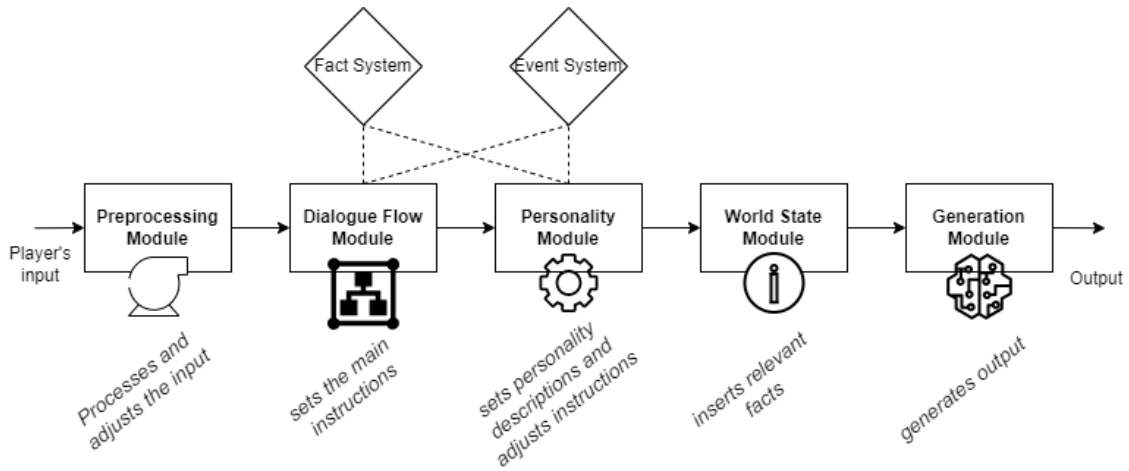 Fact System
Event System
Player's
input
Preprocessing
Module
Dialogue Flow
Module
Personality
Module
World State
Module
Generation
Module
Output
Processes and
adjusts the input
sets the main
instructions
sets personality
descriptions and
adjusts instructions
inserts relevant
facts
generates output